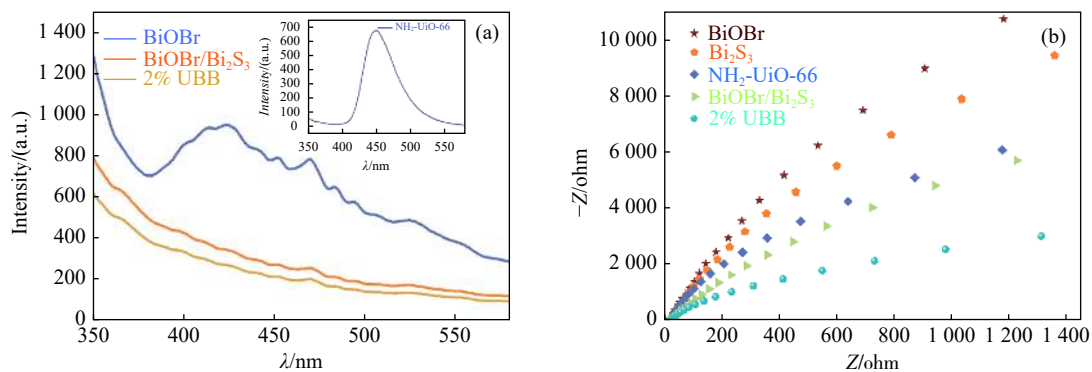 1 400
1 200
1 000
800
600
400
200
0
Intensity/(a.u.)
BiOBr
BiOBr/Bi₂S₃
2% UBB
(a)
700
600
500
400
300
200
100
0
Intensity/(a.u.)
NH₂-UiO-66
350 400 450 500 550
λ/nm
350 400 450 500 550
λ/nm
(b)
10 000
8 000
6 000
4 000
2 000
0
−Z/ohm
BiOBr
Bi₂S₃
NH₂-UiO-66
BiOBr/Bi₂S₃
2% UBB
0 200 400 600 800 1 000 1 200 1 400
Z/ohm